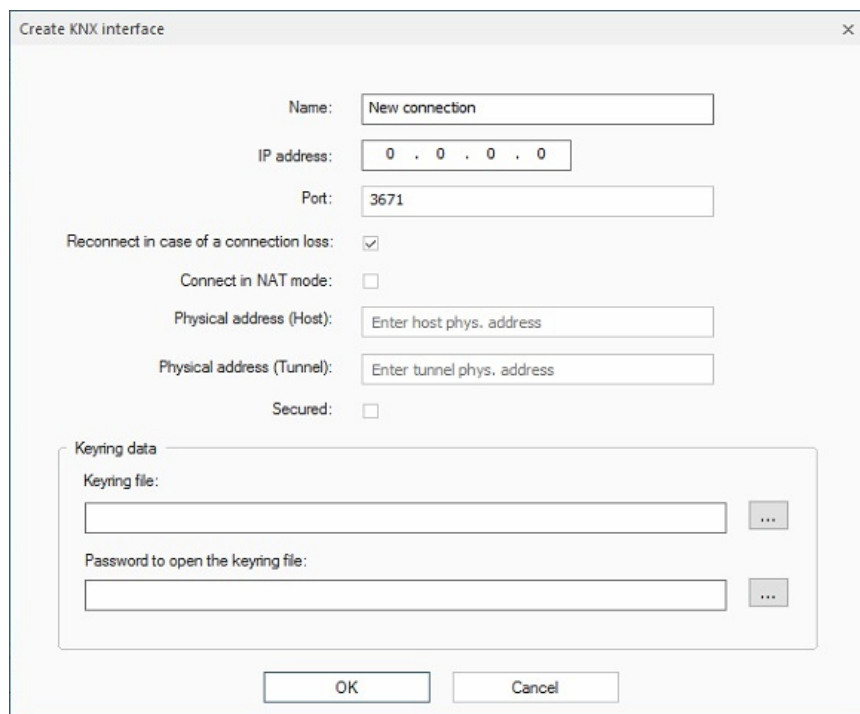 Create KNX interface
Name: New connection
IP address: 0 . 0 . 0 . 0
Port: 3671
Reconnect in case of a connection loss:
Connect in NAT mode:
Physical address (Host): Enter host phys. address
Physical address (Tunnel): Enter tunnel phys. address
Secured:
Keyring data
Keyring file:
...
Password to open the keyring file:
...
OK Cancel